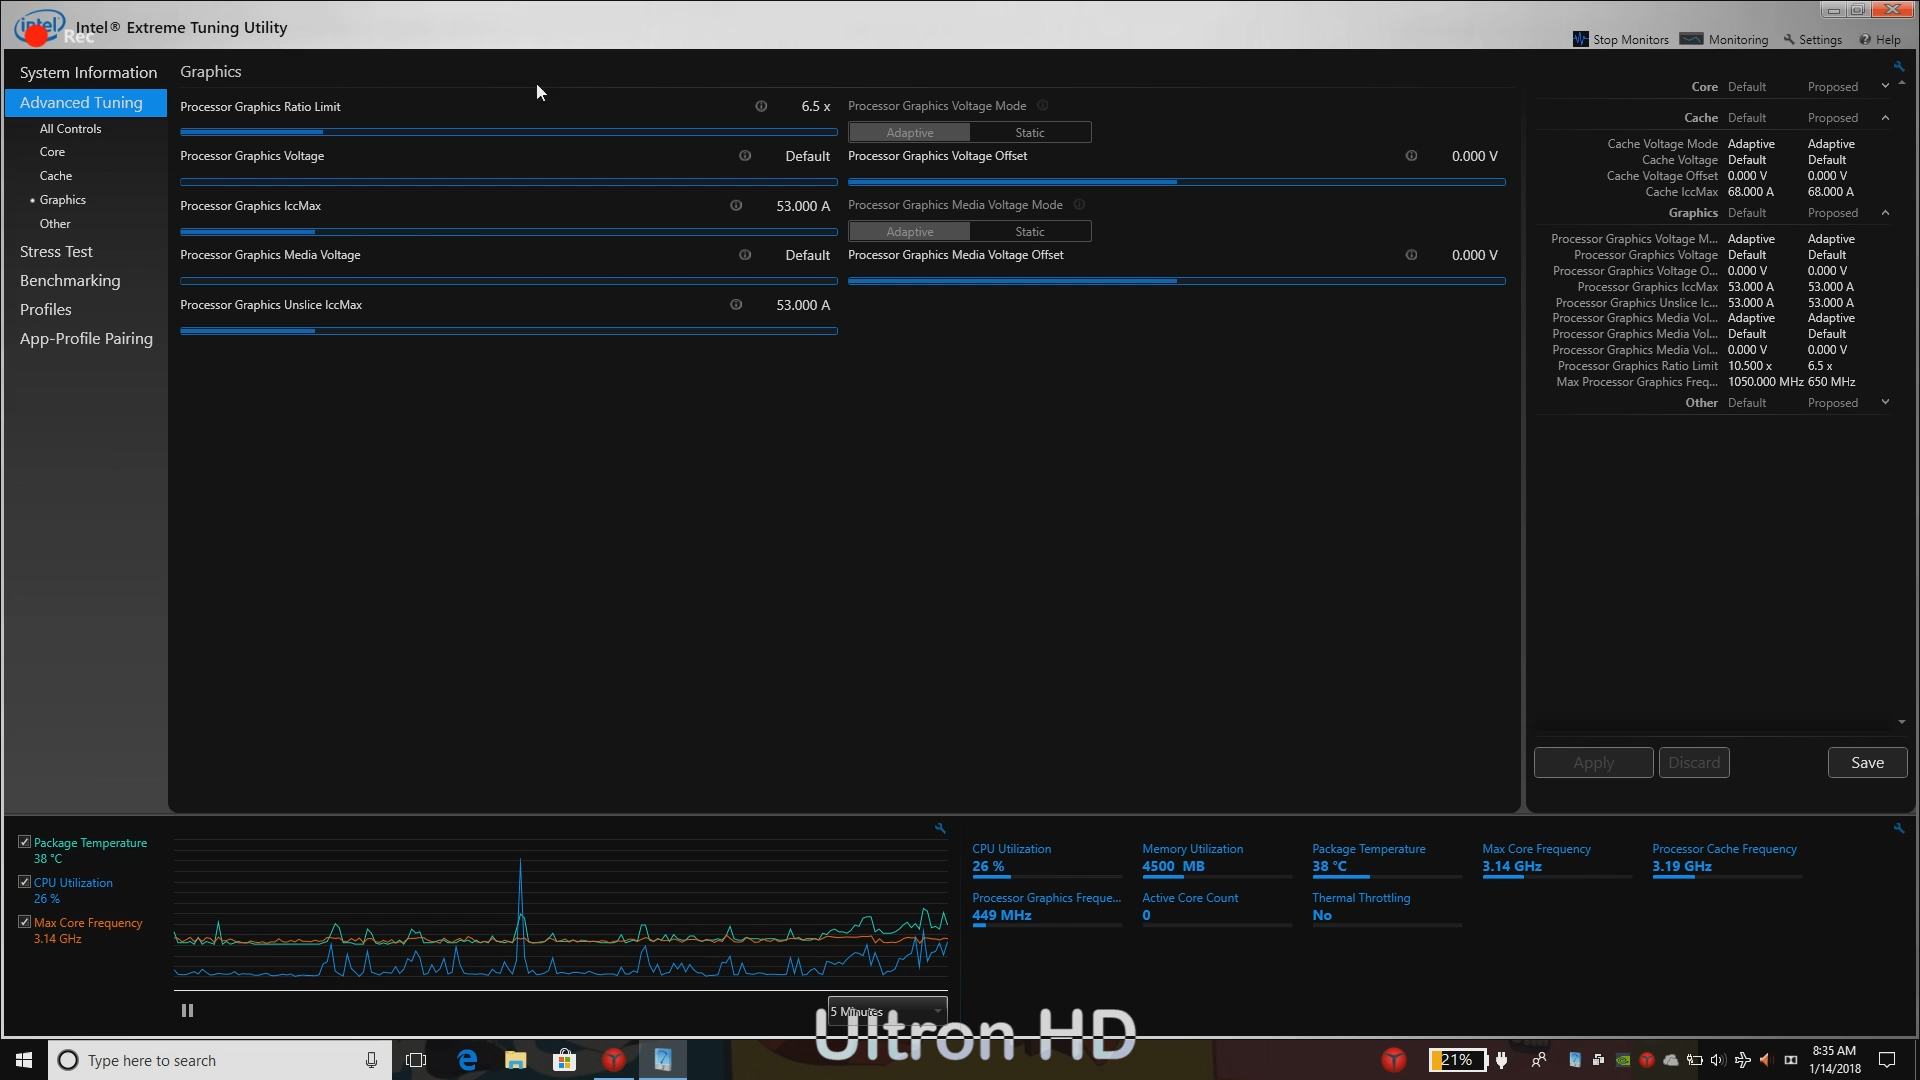 intel Intel® Extreme Tuning Utility
Rec
Stop Monitors Monitoring Settings Help
System Information
Advanced Tuning
All Controls
Core
Cache
• Graphics
Other
Stress Test
Benchmarking
Profiles
App-Profile Pairing
Graphics
Processor Graphics Ratio Limit 6.5 x
Processor Graphics Voltage Mode
Adaptive Static
Processor Graphics Voltage Default
Processor Graphics Voltage Offset 0.000 V
Processor Graphics IccMax 53.000 A
Processor Graphics Media Voltage Mode
Adaptive Static
Processor Graphics Media Voltage Default
Processor Graphics Media Voltage Offset 0.000 V
Processor Graphics Unslice IccMax 53.000 A
Core Default Proposed
Cache Default Proposed
Cache Voltage Mode Adaptive Adaptive
Cache Voltage Default Default
Cache Voltage Offset 0.000 V 0.000 V
Cache IccMax 68.000 A 68.000 A
Graphics Default Proposed
Processor Graphics Voltage M... Adaptive Adaptive
Processor Graphics Voltage Default Default
Processor Graphics Voltage O... 0.000 V 0.000 V
Processor Graphics IccMax 53.000 A 53.000 A
Processor Graphics Unslice Ic... 53.000 A 53.000 A
Processor Graphics Media Vol... Adaptive Adaptive
Processor Graphics Media Vol... Default Default
Processor Graphics Media Vol... 0.000 V 0.000 V
Processor Graphics Ratio Limit 10.500 x 6.5 x
Max Processor Graphics Freq... 1050.000 MHz 650 MHz
Other Default Proposed
Apply Discard Save
Package Temperature
38 °C
CPU Utilization
26 %
Max Core Frequency
3.14 GHz
5 Minutes
CPU Utilization
26 %
Memory Utilization
4500 MB
Package Temperature
38 °C
Max Core Frequency
3.14 GHz
Processor Cache Frequency
3.19 GHz
Processor Graphics Freque...
449 MHz
Active Core Count
0
Thermal Throttling
No
Ultron HD
Type here to search
21%
8:35 AM
1/14/2018